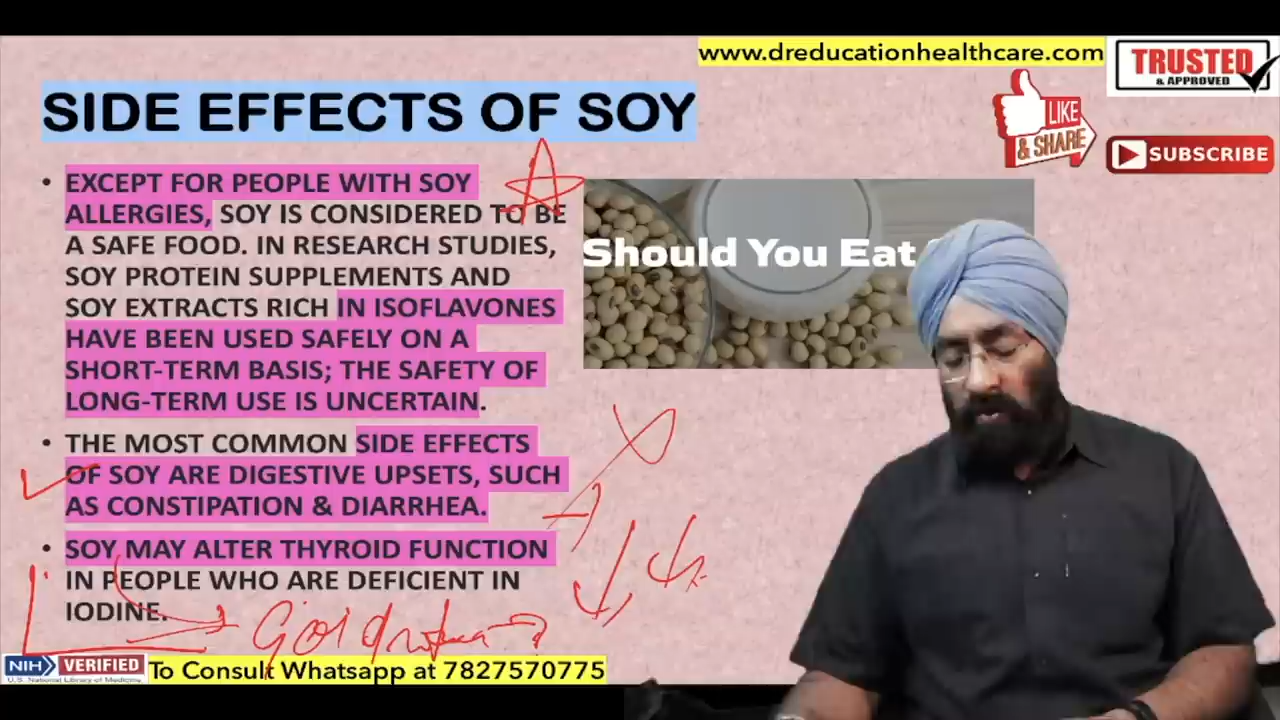 www.dreducationhealthcare.com
TRUSTED
& APPROVED
SIDE EFFECTS OF SOY
LIKE
& SHARE
SUBSCRIBE
• EXCEPT FOR PEOPLE WITH SOY
ALLERGIES, SOY IS CONSIDERED TO BE
A SAFE FOOD. IN RESEARCH STUDIES,
SOY PROTEIN SUPPLEMENTS AND
SOY EXTRACTS RICH IN ISOFLAVONES
HAVE BEEN USED SAFELY ON A
SHORT-TERM BASIS; THE SAFETY OF
LONG-TERM USE IS UNCERTAIN.
Should You Eat
• THE MOST COMMON SIDE EFFECTS
OF SOY ARE DIGESTIVE UPSETS, SUCH
AS CONSTIPATION & DIARRHEA.
• SOY MAY ALTER THYROID FUNCTION
IN PEOPLE WHO ARE DEFICIENT IN
IODINE.
NIH VERIFIED
U.S. National Library of Medicine
To Consult Whatsapp at 7827570775